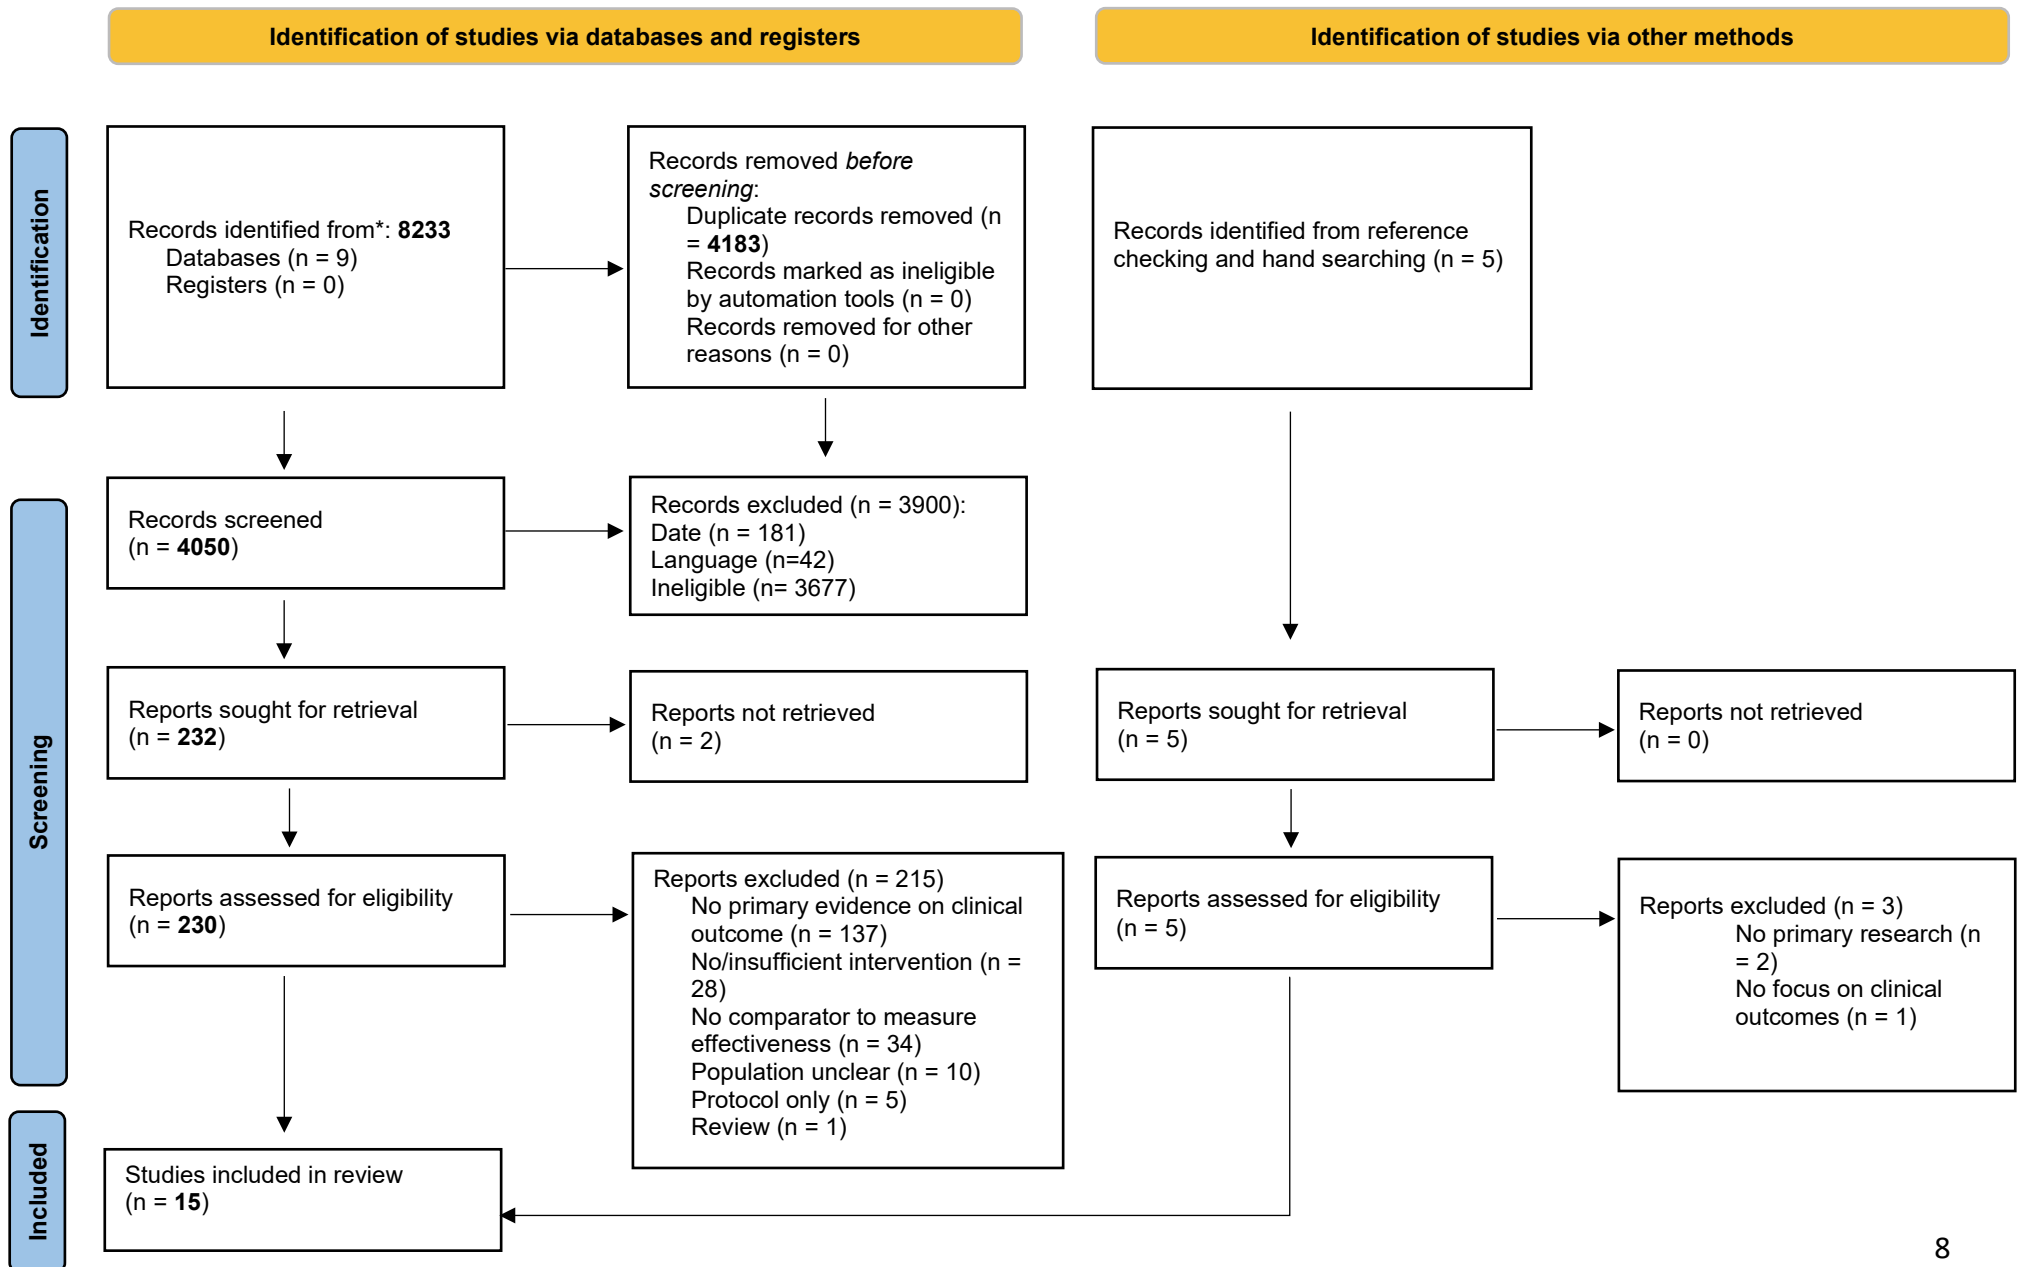 Identification of studies via databases and registers
Identification of studies via other methods
Identification
Records identified from*: 8233
Databases (n = 9)
Registers (n = 0)
Records removed before
screening:
Duplicate records removed (n
= 4183)
Records marked as ineligible
by automation tools (n = 0)
Records removed for other
reasons (n = 0)
Records identified from reference
checking and hand searching (n = 5)
Screening
Records screened
(n = 4050)
Records excluded (n = 3900):
Date (n = 181)
Language (n=42)
Ineligible (n= 3677)
Reports sought for retrieval
(n = 232)
Reports not retrieved
(n = 2)
Reports sought for retrieval
(n = 5)
Reports not retrieved
(n = 0)
Reports assessed for eligibility
(n = 230)
Reports excluded (n = 215)
No primary evidence on clinical
outcome (n = 137)
No/insufficient intervention (n =
28)
No comparator to measure
effectiveness (n = 34)
Population unclear (n = 10)
Protocol only (n = 5)
Review (n = 1)
Reports assessed for eligibility
(n = 5)
Reports excluded (n = 3)
No primary research (n
= 2)
No focus on clinical
outcomes (n = 1)
Included
Studies included in review
(n = 15)
8